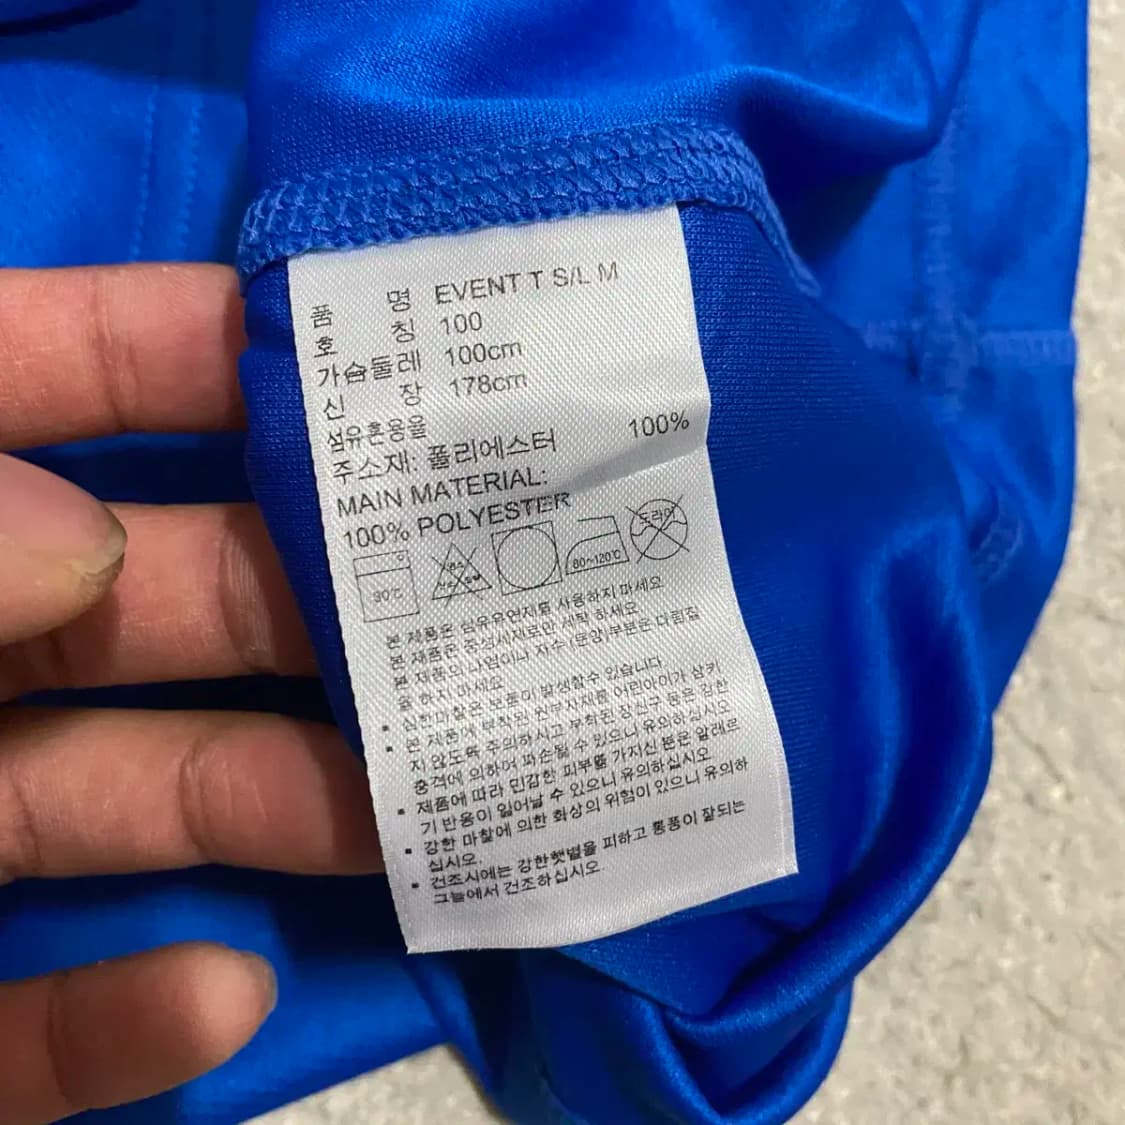 품 명 EVENT T S/L M
호 칭 100
가슴둘레 100cm
신 장 178cm
섬유혼용율
주소재: 폴리에스터 100%
MAIN MATERIAL:
100% POLYESTER
30℃ 80~120℃ 드라이
본 제품은 섬유유연제를 사용하지 마세요
본 제품은 중성세제로만 세탁 하세요
본 제품의 나염이나 자수 (문양)부분은 다림질
을 하지 마세요
▪ 심한마찰은 보풀이 발생할수 있습니다
▪ 본 제품에 부착된 원부자재를 어린아이가 삼키
지 않도록 주의하시고 부착된 장신구 등은 강한
충격에 의하여 파손될 수 있으니 유의하십시오
▪ 제품에 따라 민감한 피부를 가지신 분은 알레르
기 반응이 일어날 수 있으니 유의하십시오
▪ 강한 마찰에 의한 화상의 위험이 있으니 유의하
십시오.
▪ 건조시에는 강한햇볕을 피하고 통풍이 잘되는
그늘에서 건조하십시오.